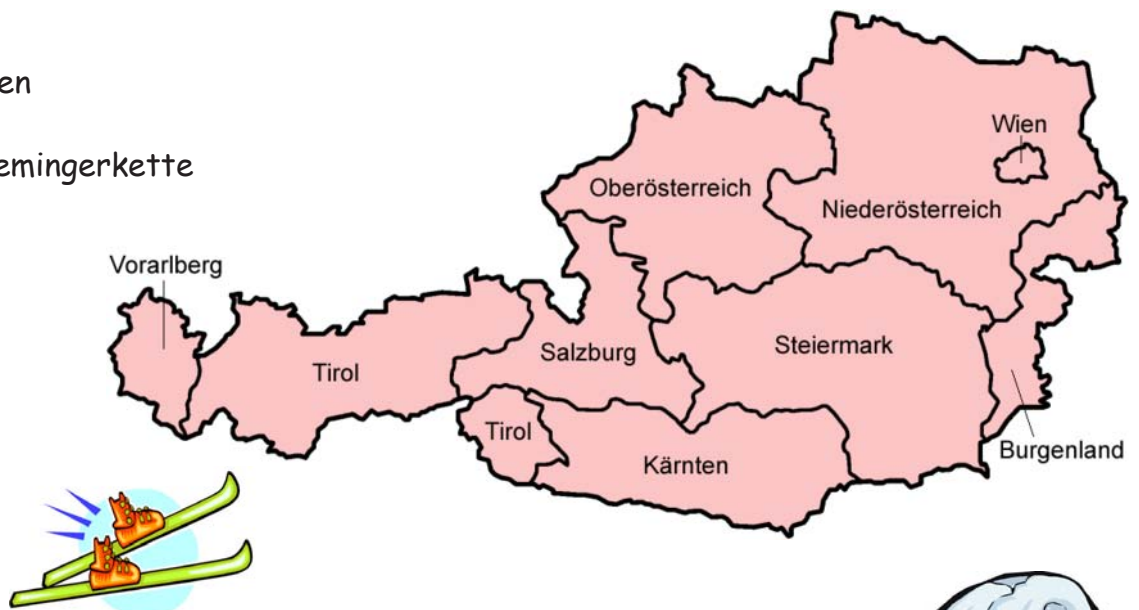 en
emingerkette
Wien
Oberösterreich
Niederösterreich
Vorarlberg
Steiermark
Salzburg
Tirol
Tirol
Kärnten
Burgenland